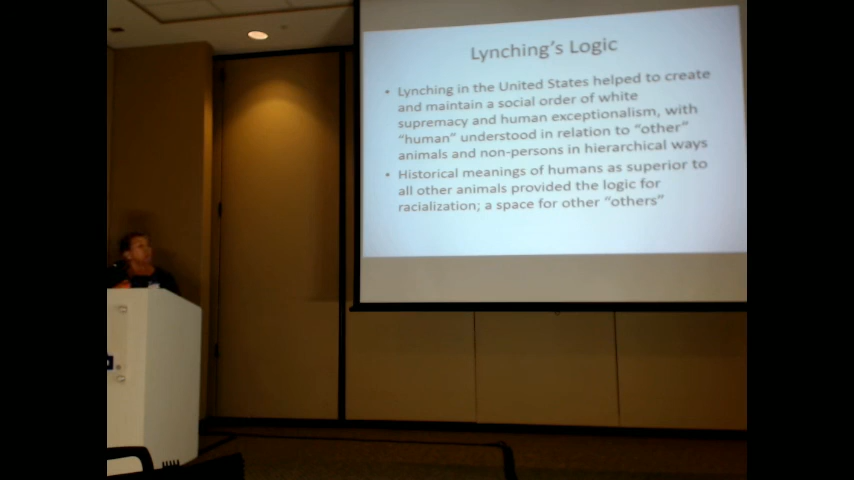 Lynching's Logic
• Lynching in the United States helped to create
and maintain a social order of white
supremacy and human exceptionalism, with
"human" understood in relation to "other"
animals and non-persons in hierarchical ways
• Historical meanings of humans as superior to
all other animals provided the logic for
racialization; a space for other "others"